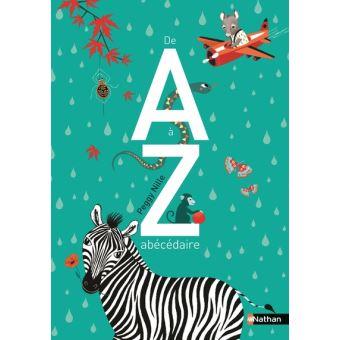 De
A
à
Z
Peggy Nille
abécédaire
Nathan